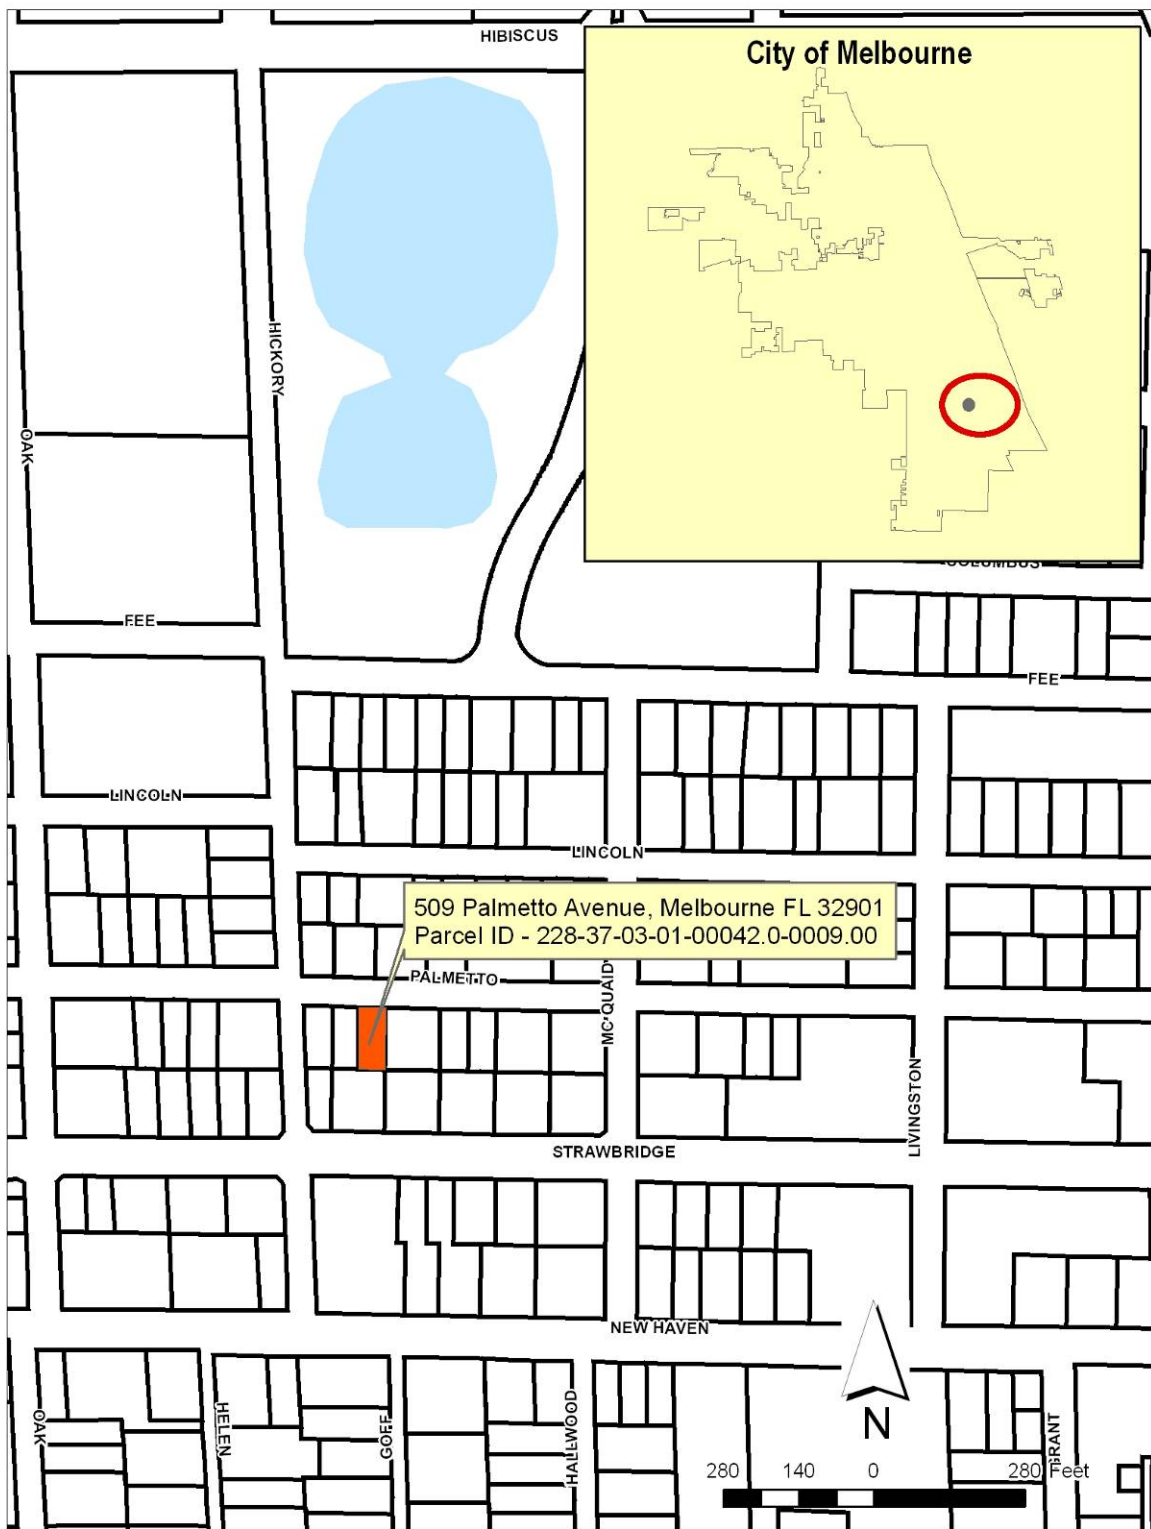 HIBISCUS
City of Melbourne
HICKORY
OAK
COLUMBUS
FEE
FEE
LINCOLN
LINCOLN
509 Palmetto Avenue, Melbourne FL 32901
Parcel ID - 228-37-03-01-00042.0-0009.00
PALMETTO
MC QUAID
LIVINGSTON
STRAWBRIDGE
NEW HAVEN
OAK
HELEN
GOFF
HALLWOOD
GRANT
N
280 140 0 280 Feet